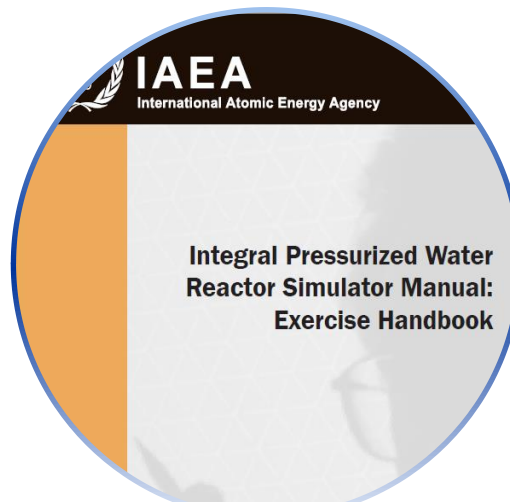 IAEA
International Atomic Energy Agency
Integral Pressurized Water
Reactor Simulator Manual:
Exercise Handbook